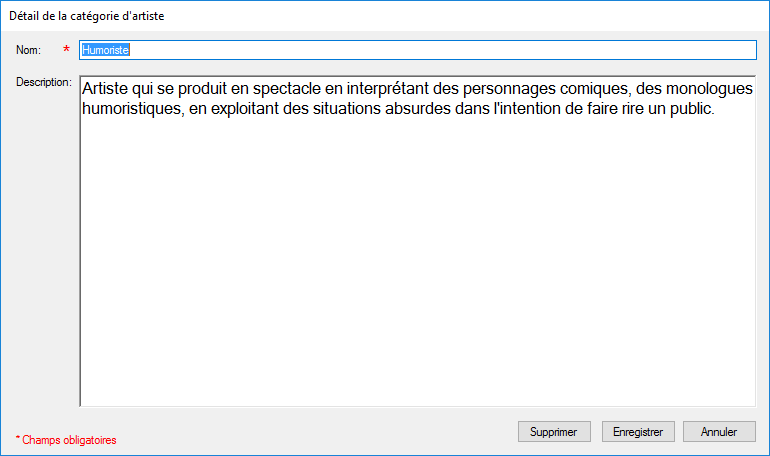 Détail de la catégorie d'artiste
Nom: * Humoriste
Description: Artiste qui se produit en spectacle en interprétant des personnages comiques, des monologues
humoristiques, en exploitant des situations absurdes dans l'intention de faire rire un public.
* Champs obligatoires
Supprimer Enregistrer Annuler